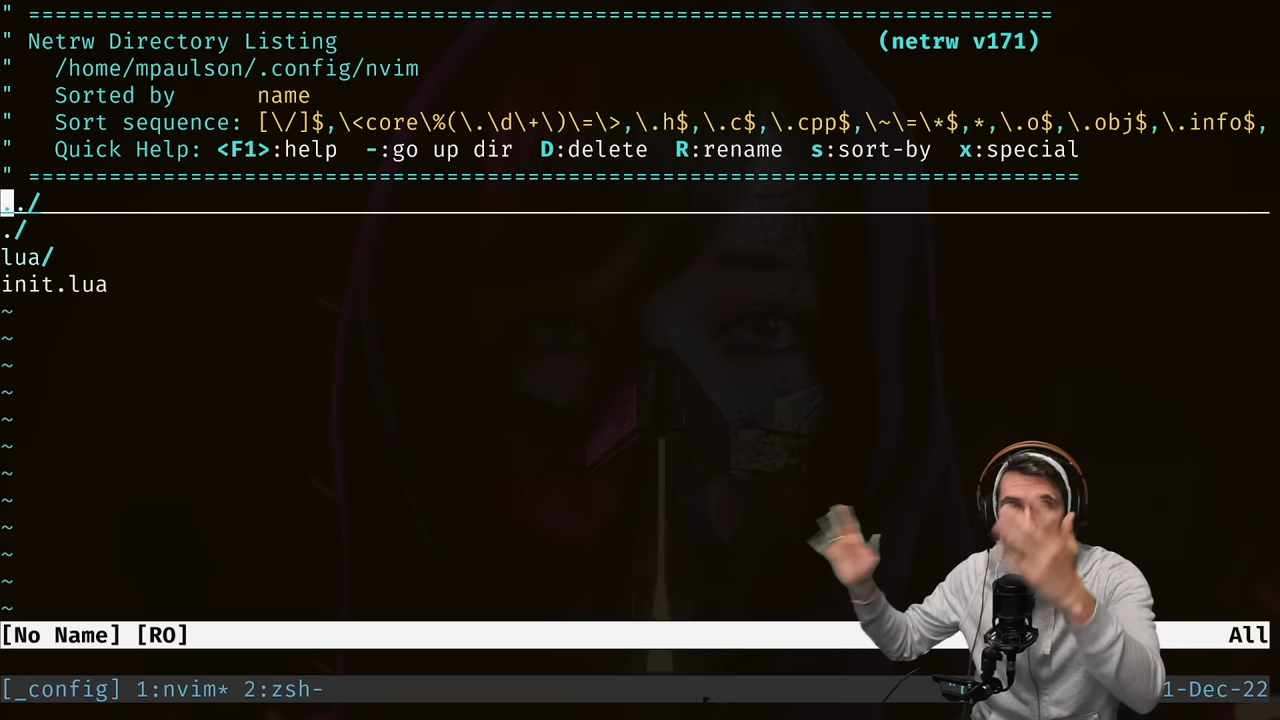 " ============================================================================
" Netrw Directory Listing                                        (netrw v171)
"   /home/mpaulson/.config/nvim
"   Sorted by      name
"   Sort sequence: [\/]$,\<core\%(\.\d\+\)\=\>,\.h$,\.c$,\.cpp$,\~\=\*$,*,\.o$,\.obj$,\.info$,
"   Quick Help: <F1>:help  -:go up dir  D:delete  R:rename  s:sort-by  x:special
" ==============================================================================
../
./
lua/
init.lua
~
~
~
~
~
~
~
~
~
~
~
~
[No Name] [RO] All
[_config] 1:nvim* 2:zsh- 1-Dec-22